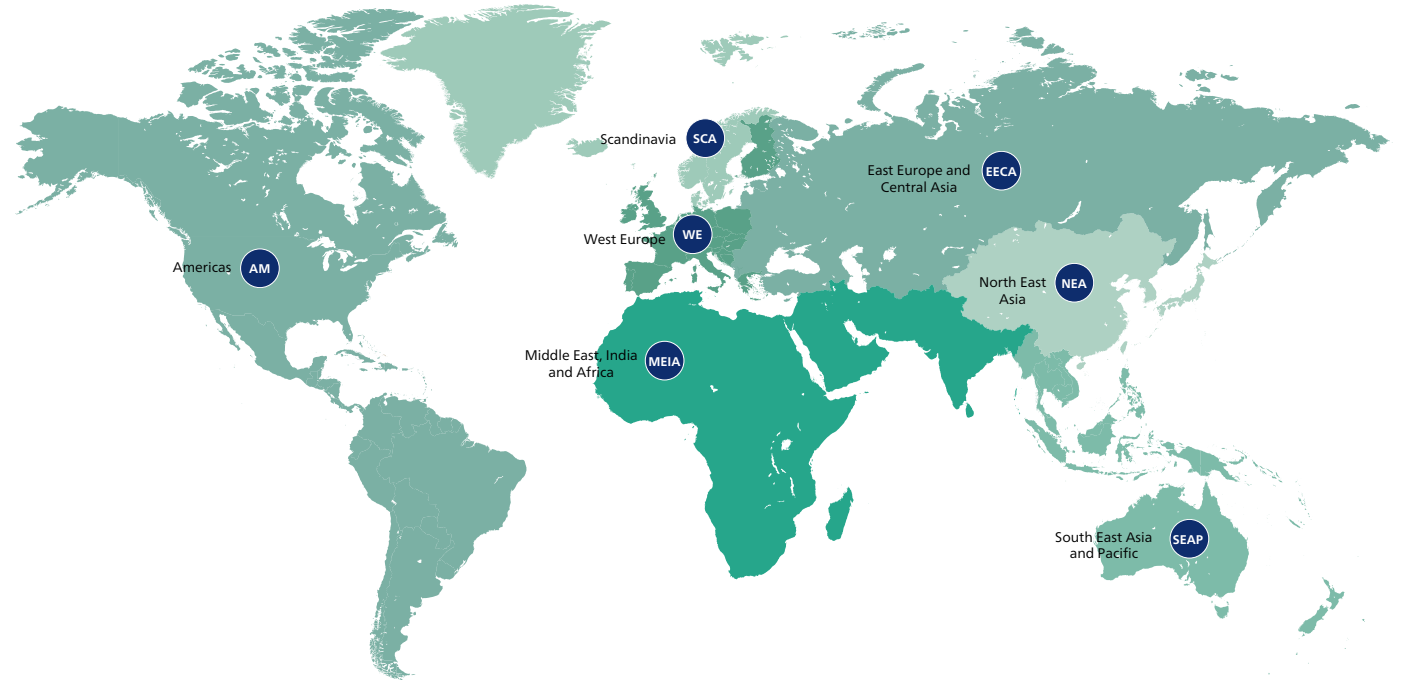 Scandinavia
SCA
East Europe and
Central Asia
EECA
West Europe
WE
Americas
AM
North East
Asia
NEA
Middle East, India
and Africa
MEIA
South East Asia
and Pacific
SEAP